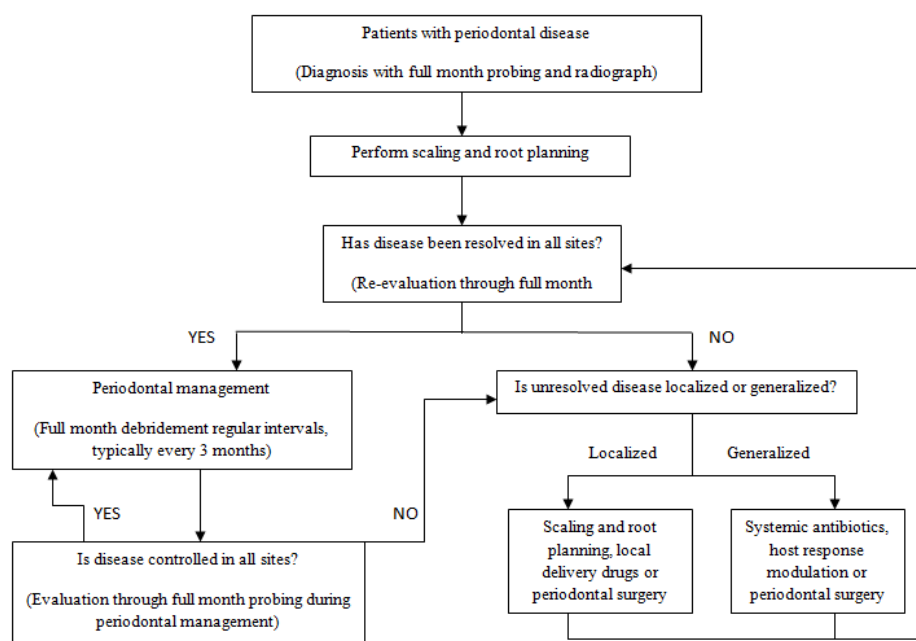 Patients with periodontal disease
(Diagnosis with full month probing and radiograph)
Perform scaling and root planning
Has disease been resolved in all sites?
(Re-evaluation through full month
YES
NO
Periodontal management
(Full month debridement regular intervals,
typically every 3 months)
Is unresolved disease localized or generalized?
Localized
Generalized
YES
NO
Scaling and root
planning, local
delivery drugs or
periodontal surgery
Systemic antibiotics,
host response
modulation or
periodontal surgery
Is disease controlled in all sites?
(Evaluation through full month probing during
periodontal management)